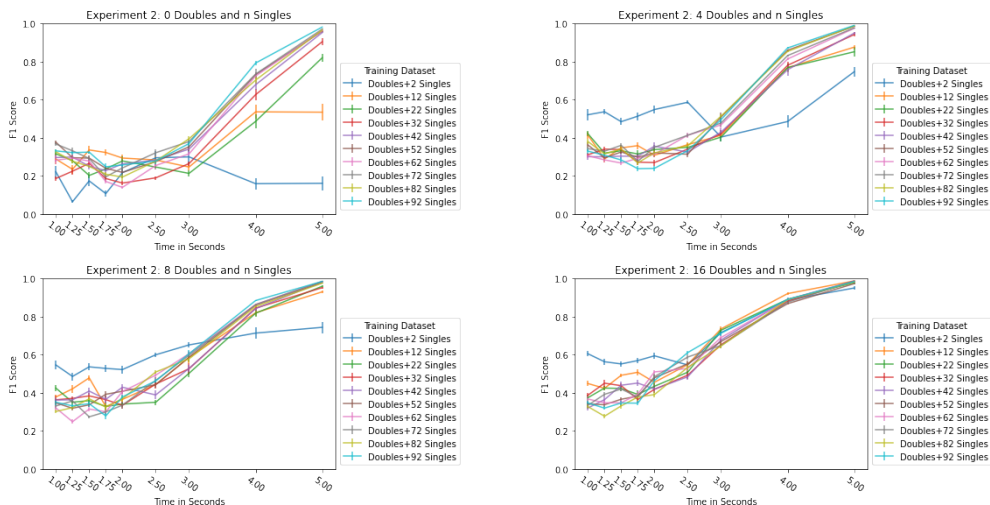 Experiment 2: 0 Doubles and n Singles
1.0
0.8
0.6
0.4
0.2
0.0
F1 Score
1.00
1.25
1.50
1.75
2.00
2.50
3.00
4.00
5.00
Time in Seconds
Training Dataset
Doubles+2 Singles
Doubles+12 Singles
Doubles+22 Singles
Doubles+32 Singles
Doubles+42 Singles
Doubles+52 Singles
Doubles+62 Singles
Doubles+72 Singles
Doubles+82 Singles
Doubles+92 Singles
Experiment 2: 4 Doubles and n Singles
1.0
0.8
0.6
0.4
0.2
0.0
F1 Score
1.00
1.25
1.50
1.75
2.00
2.50
3.00
4.00
5.00
Time in Seconds
Training Dataset
Doubles+2 Singles
Doubles+12 Singles
Doubles+22 Singles
Doubles+32 Singles
Doubles+42 Singles
Doubles+52 Singles
Doubles+62 Singles
Doubles+72 Singles
Doubles+82 Singles
Doubles+92 Singles
Experiment 2: 8 Doubles and n Singles
1.0
0.8
0.6
0.4
0.2
0.0
F1 Score
1.00
1.25
1.50
1.75
2.00
2.50
3.00
4.00
5.00
Time in Seconds
Training Dataset
Doubles+2 Singles
Doubles+12 Singles
Doubles+22 Singles
Doubles+32 Singles
Doubles+42 Singles
Doubles+52 Singles
Doubles+62 Singles
Doubles+72 Singles
Doubles+82 Singles
Doubles+92 Singles
Experiment 2: 16 Doubles and n Singles
1.0
0.8
0.6
0.4
0.2
0.0
F1 Score
1.00
1.25
1.50
1.75
2.00
2.50
3.00
4.00
5.00
Time in Seconds
Training Dataset
Doubles+2 Singles
Doubles+12 Singles
Doubles+22 Singles
Doubles+32 Singles
Doubles+42 Singles
Doubles+52 Singles
Doubles+62 Singles
Doubles+72 Singles
Doubles+82 Singles
Doubles+92 Singles